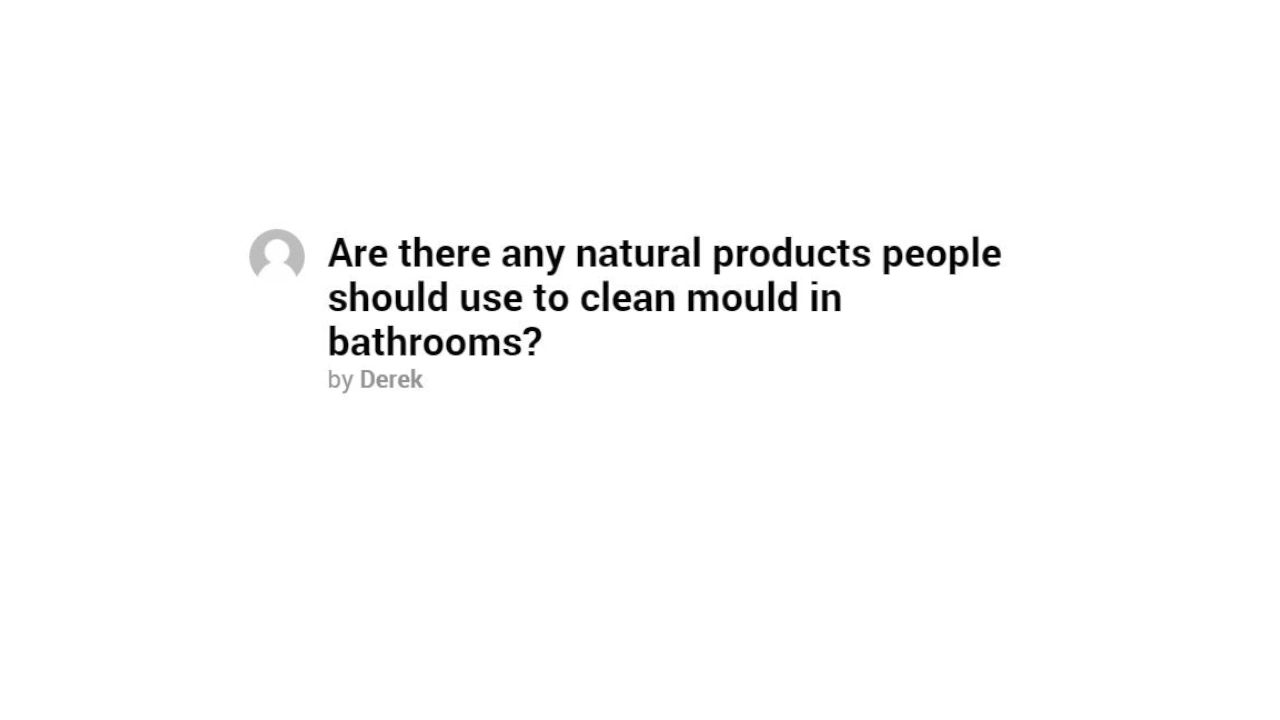 Are there any natural products people
should use to clean mould in
bathrooms?
by Derek